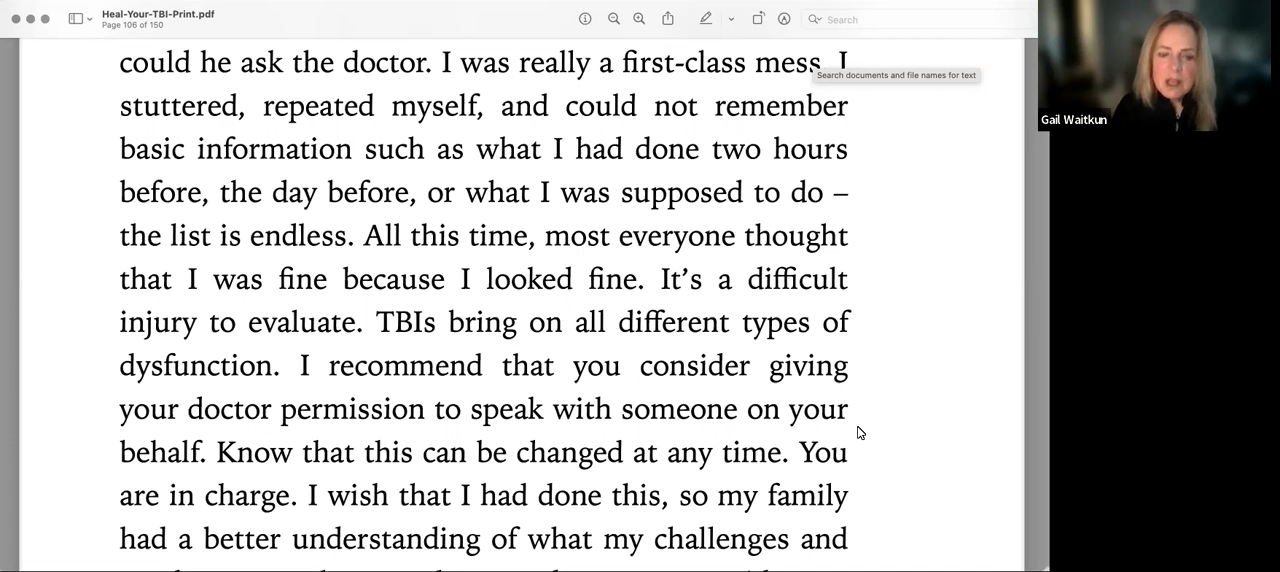 Heal-Your-TBI-Print.pdf
Page 106 of 150
Search
Search documents and file names for text
Gail Waitkun
could he ask the doctor. I was really a first-class mess. I
stuttered, repeated myself, and could not remember
basic information such as what I had done two hours
before, the day before, or what I was supposed to do –
the list is endless. All this time, most everyone thought
that I was fine because I looked fine. It’s a difficult
injury to evaluate. TBIs bring on all different types of
dysfunction. I recommend that you consider giving
your doctor permission to speak with someone on your
behalf. Know that this can be changed at any time. You
are in charge. I wish that I had done this, so my family
had a better understanding of what my challenges and